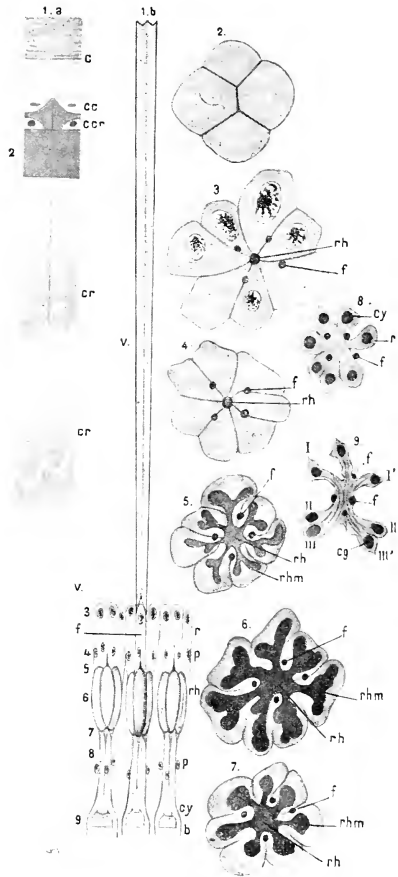 1.a 1.b
2.
c
cc
ccr
2
3
rh
f
cr
8.
cy
r
f
V.
4
f
rh
cr
9
I f I'
f
II II
III cg III'
5.
f
rh
rhm
V.
3 r
f
4 p
5
6 rh
7
8 p
cy
9 b
6.
f
rhm
rh
7.
f
rhm
rh